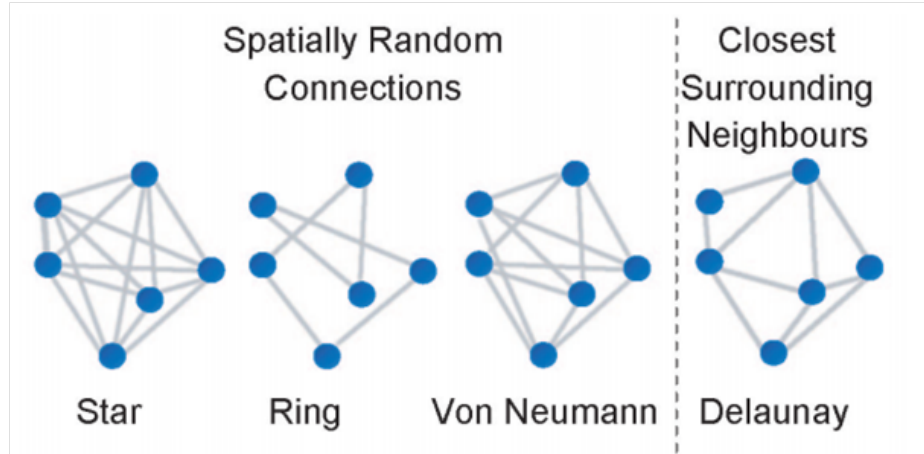 Spatially Random
Connections
Closest
Surrounding
Neighbours
Star
Ring
Von Neumann
Delaunay